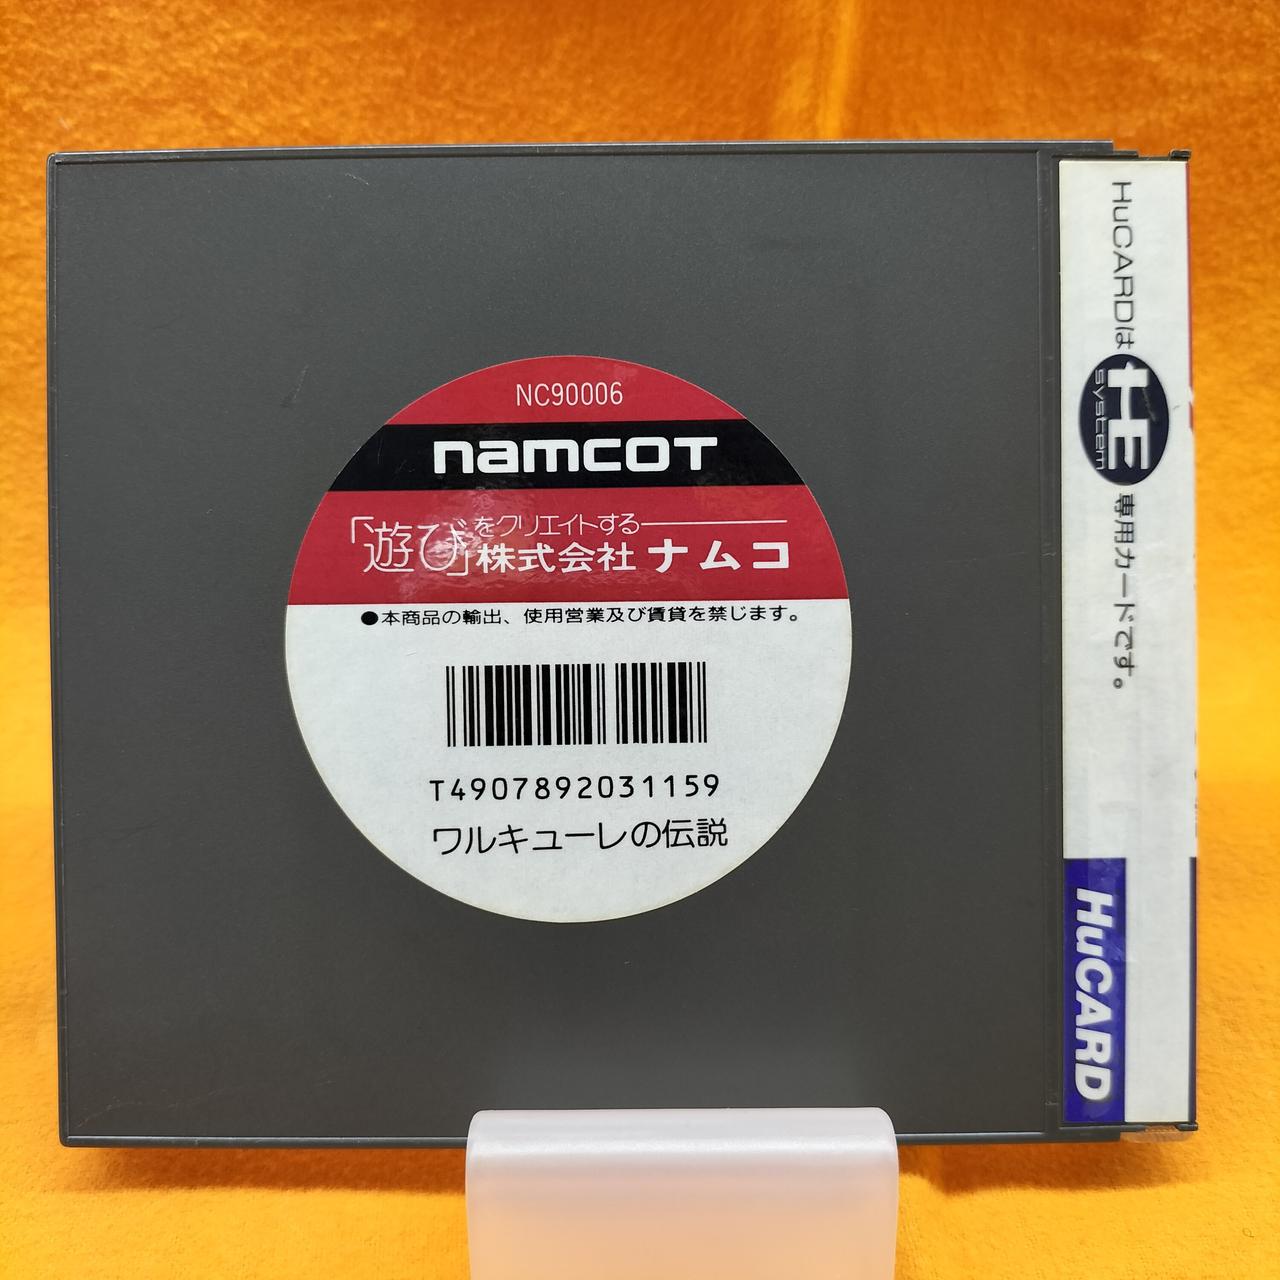 NC90006
namcot
「遊び」をクリエイトする
株式会社ナムコ
●本商品の輸出、使用営業及び賃貸を禁じます。
T4907892031159
ワルキューレの伝説
HuCARDは HE system 専用カードです。
HuCARD